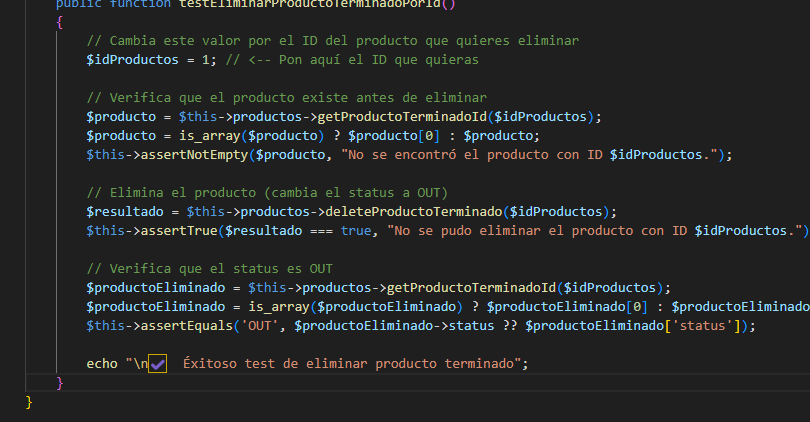 public function testEliminarProductoTerminadoPorId()
{
// Cambia este valor por el ID del producto que quieres eliminar
$idProductos = 1; // <-- Pon aquí el ID que quieras
// Verifica que el producto existe antes de eliminar
$producto = $this->productos->getProductoTerminadoId($idProductos);
$producto = is_array($producto) ? $producto[0] : $producto;
$this->assertNotEmpty($producto, "No se encontró el producto con ID $idProductos.");
// Elimina el producto (cambia el status a OUT)
$resultado = $this->productos->deleteProductoTerminado($idProductos);
$this->assertTrue($resultado === true, "No se pudo eliminar el producto con ID $idProductos.")
// Verifica que el status es OUT
$productoEliminado = $this->productos->getProductoTerminadoId($idProductos);
$productoEliminado = is_array($productoEliminado) ? $productoEliminado[0] : $productoEliminado
$this->assertEquals('OUT', $productoEliminado->status ?? $productoEliminado['status']);
echo "\n✔ Éxitoso test de eliminar producto terminado";
}
}